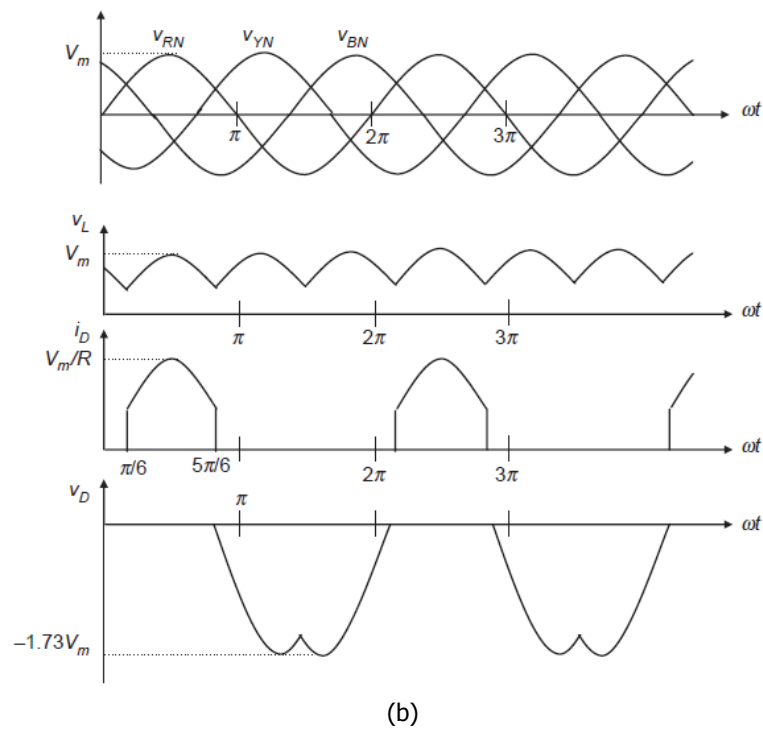 v_RN v_YN v_BN
V_m
π 2π 3π ωt
v_L
V_m
π 2π 3π ωt
i_D
V_m/R
π/6 5π/6 2π 3π ωt
v_D π
ωt
–1.73V_m
(b)